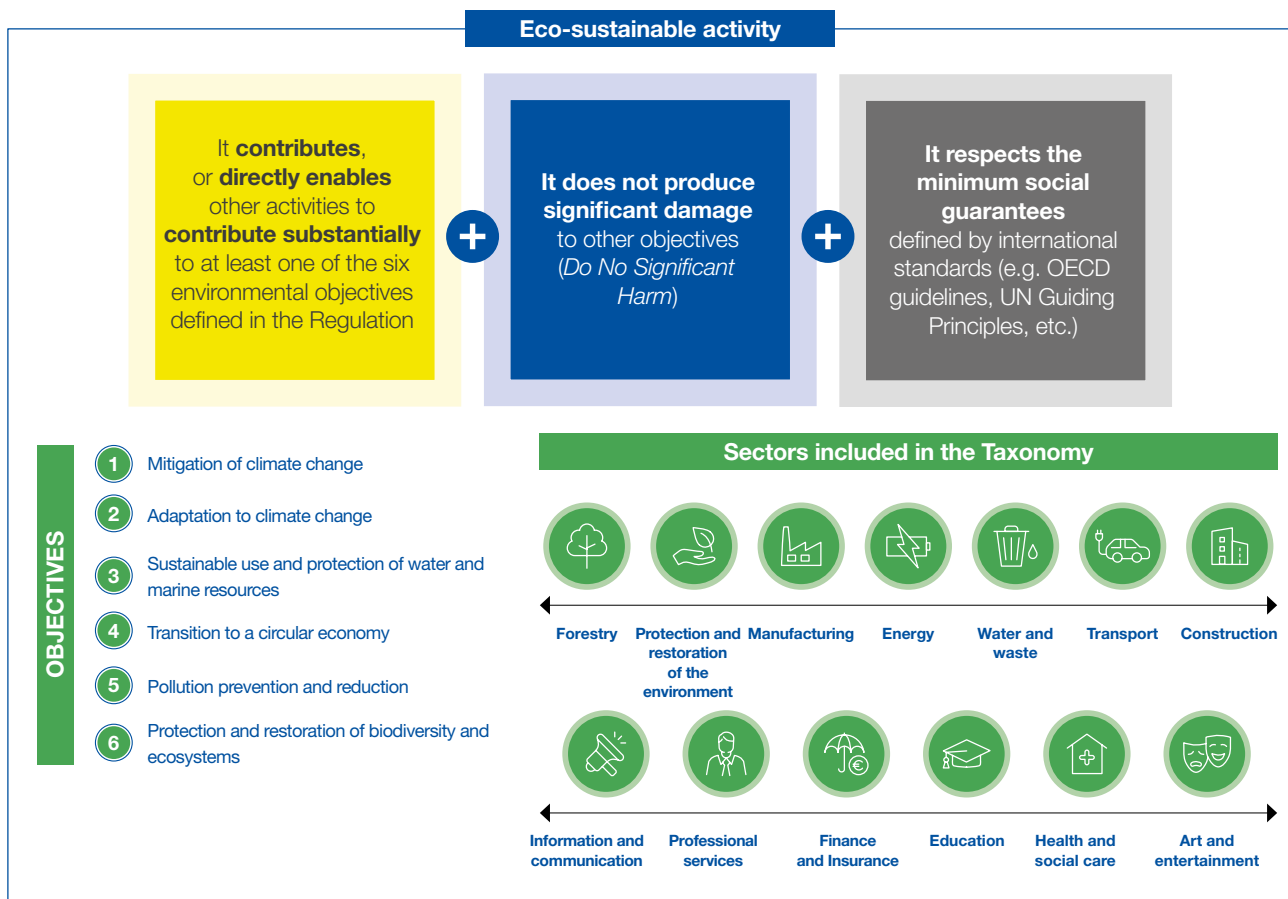 Eco-sustainable activity
It contributes,
or directly enables
other activities to
contribute substantially
to at least one of the six
environmental objectives
defined in the Regulation
+
It does not produce
significant damage
to other objectives
(Do No Significant
Harm)
+
It respects the
minimum social
guarantees
defined by international
standards (e.g. OECD
guidelines, UN Guiding
Principles, etc.)
OBJECTIVES
1 Mitigation of climate change
2 Adaptation to climate change
3 Sustainable use and protection of water and
marine resources
4 Transition to a circular economy
5 Pollution prevention and reduction
6 Protection and restoration of biodiversity and
ecosystems
Sectors included in the Taxonomy
Forestry
Protection and
restoration
of the
environment
Manufacturing
Energy
Water and
waste
Transport
Construction
€
Information and
communication
Professional
services
Finance
and Insurance
Education
Health and
social care
Art and
entertainment